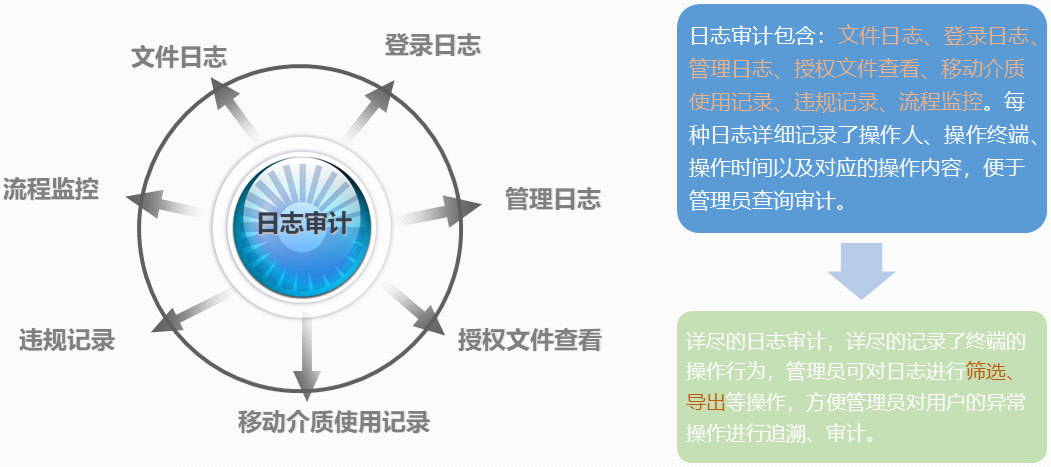 文件日志
登录日志
流程监控
日志审计
管理日志
违规记录
授权文件查看
移动介质使用记录
日志审计包含：文件日志、登录日志、
管理日志、授权文件查看、移动介质
使用记录、违规记录、流程监控。每
种日志详细记录了操作人、操作终端、
操作时间以及对应的操作内容，便于
管理员查询审计。
详尽的日志审计，详尽的记录了终端的
操作行为，管理员可对日志进行筛选、
导出等操作，方便管理员对用户的异常
操作进行追溯、审计。